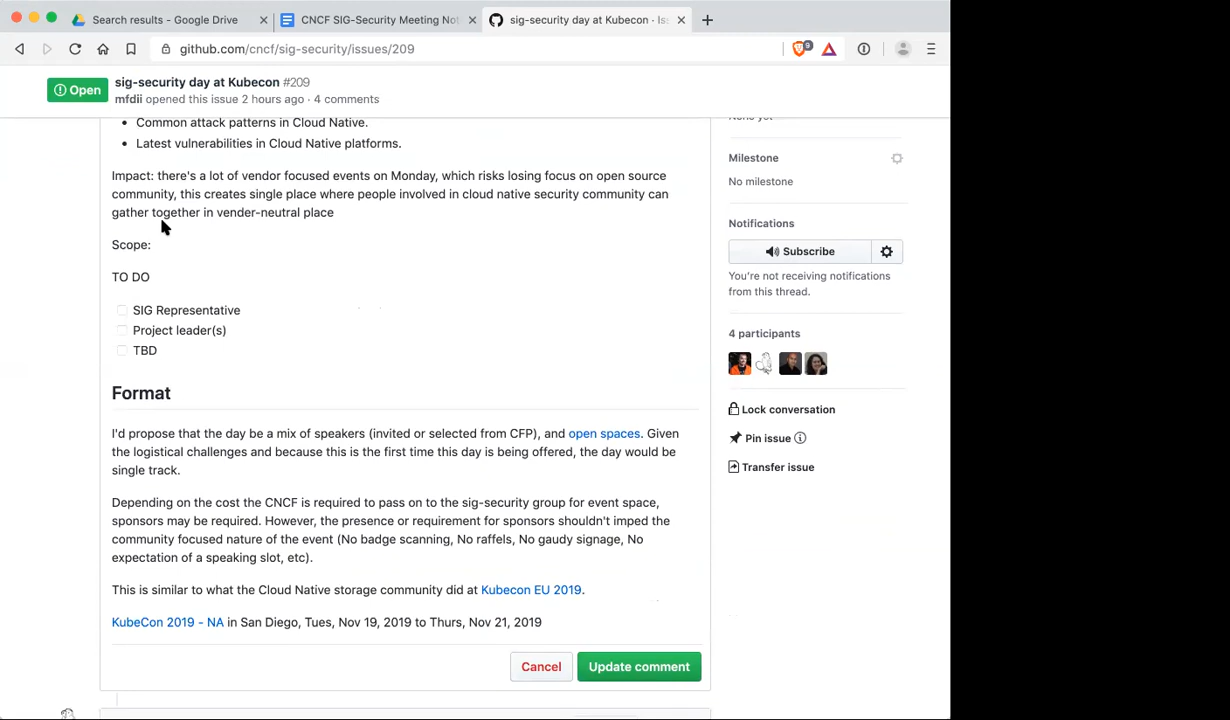 Search results - Google Drive
CNCF SIG-Security Meeting Not
sig-security day at Kubecon · Is
github.com/cncf/sig-security/issues/209
9
Open
sig-security day at Kubecon #209
mfdii opened this issue 2 hours ago · 4 comments
• Common attack patterns in Cloud Native.
• Latest vulnerabilities in Cloud Native platforms.
Impact: there's a lot of vendor focused events on Monday, which risks losing focus on open source
community, this creates single place where people involved in cloud native security community can
gather together in vender-neutral place
Scope:
TO DO
SIG Representative
Project leader(s)
TBD
Format
I'd propose that the day be a mix of speakers (invited or selected from CFP), and open spaces. Given
the logistical challenges and because this is the first time this day is being offered, the day would be
single track.
Depending on the cost the CNCF is required to pass on to the sig-security group for event space,
sponsors may be required. However, the presence or requirement for sponsors shouldn't imped the
community focused nature of the event (No badge scanning, No raffels, No gaudy signage, No
expectation of a speaking slot, etc).
This is similar to what the Cloud Native storage community did at Kubecon EU 2019.
KubeCon 2019 - NA in San Diego, Tues, Nov 19, 2019 to Thurs, Nov 21, 2019
Cancel
Update comment
None yet
Milestone
No milestone
Notifications
Subscribe
You're not receiving notifications
from this thread.
4 participants
Lock conversation
Pin issue
Transfer issue